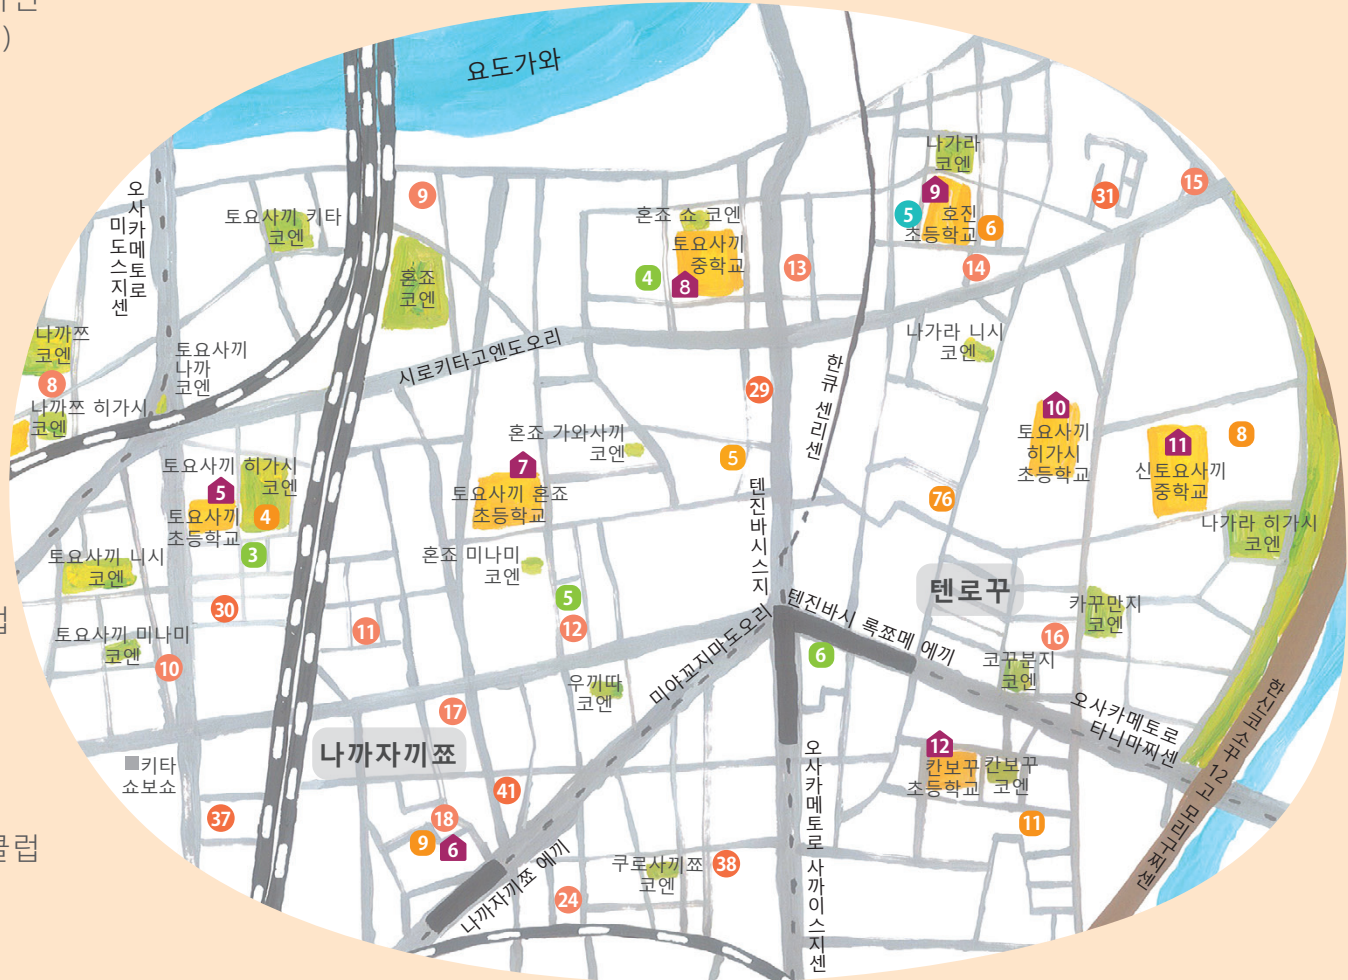 )
럽
클럽
요도가와
오사카메토로
미도스지센
토요사끼 키타
코엔
9
혼죠
코엔
혼죠 쇼 코엔
토요사끼
중학교
4
8
13
나가라
코엔
9
5
호진
초등학교
6
14
31
15
나까쯔
코엔
8
나까쯔 히가시
코엔
토요사끼
나까
코엔
시로키타고엔도오리
나가라 니시
코엔
한큐 센리센
29
혼죠 가와사끼
코엔
5
텐진바시스지
7
토요사끼 혼죠
초등학교
토요사끼 히가시
코엔
5
토요사끼
초등학교
4
3
10
토요사끼
히가시
초등학교
11
신토요사끼
중학교
8
76
나가라 히가시
코엔
토요사끼 니시
코엔
혼죠 미나미
코엔
5
12
30
11
토요사끼 미나미
코엔
10
텐로꾸
텐진바시 록쬬메 에끼
6
카꾸만지
코엔
16
코꾸분지
코엔
우끼따
코엔
미야꼬지마도오리
17
나까자끼쬬
키타
쇼보쇼
오사카메토로
타니마찌센
한신코소꾸 12고 모리구찌센
12
칸보꾸
초등학교
칸보꾸
코엔
11
오사카메토로 사까이스지센
41
37
18
9
6
나까자끼쬬 에끼
쿠로사끼쬬
코엔
38
24